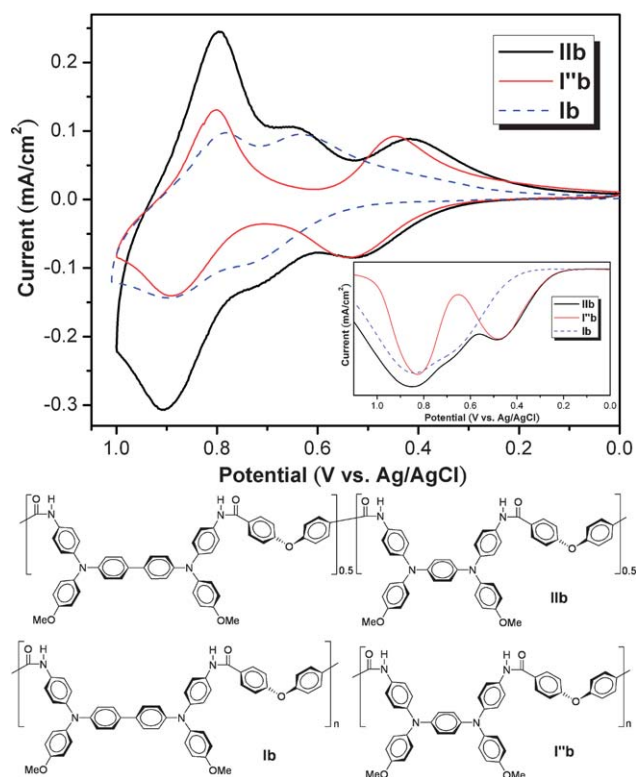 0.2
0.1
0.0
-0.1
-0.2
-0.3
Current (mA/cm²)
IIb
I"b
Ib
1.0 0.8 0.6 0.4 0.2 0.0
Potential (V vs. Ag/AgCl)
Current (mA/cm²)
IIb
I"b
Ib
1.0 0.8 0.6 0.4 0.2 0.0
Potential (V vs. Ag/AgCl)
O H H O O H H O
C N N C C N N C
O O
0.5 0.5
N N N N
MeO OMe MeO OMe
IIb
O H H O O H H O
C N N C C N N C
O O
n n
N N N N
MeO OMe MeO OMe
Ib I"b